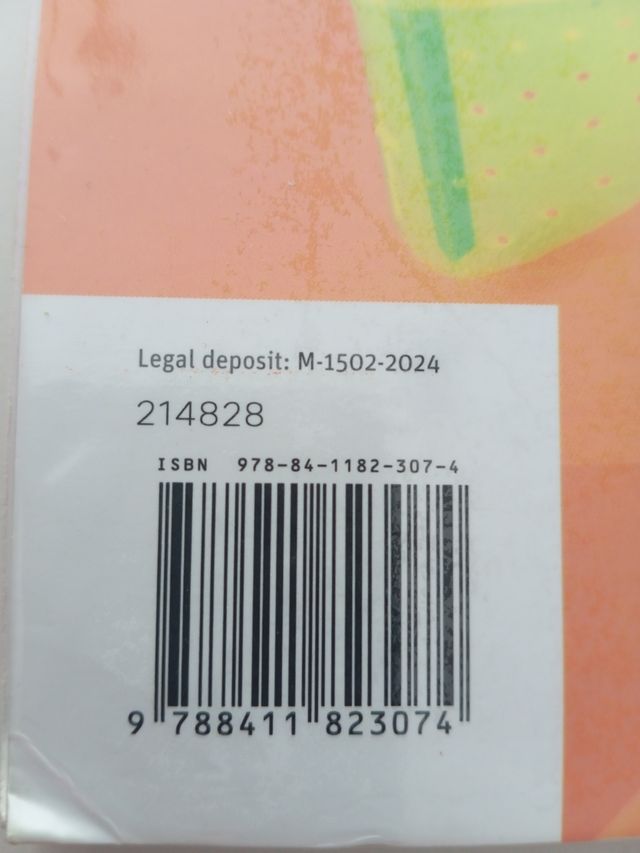 Legal deposit: M-1502-2024
214828
ISBN 978-84-1182-307-4
9 788411 823074